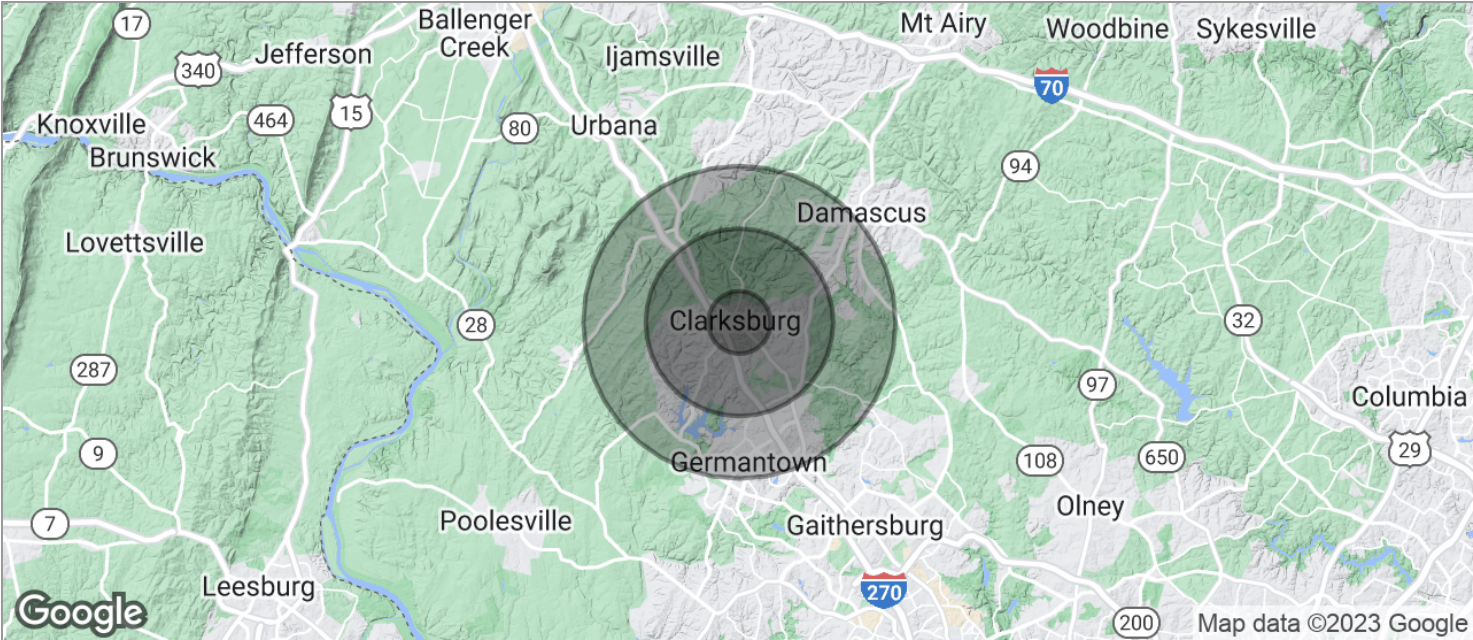 17
Ballenger
Creek
Mt Airy
Woodbine
Sykesville
Jefferson
Ijamsville
340
70
15
464
Knoxville
80
Urbana
Brunswick
94
Damascus
Lovettsville
28
Clarksburg
32
287
97
Columbia
9
Germantown
108
650
29
7
Poolesville
Gaithersburg
Olney
Leesburg
270
Google
200
Map data ©2023 Google